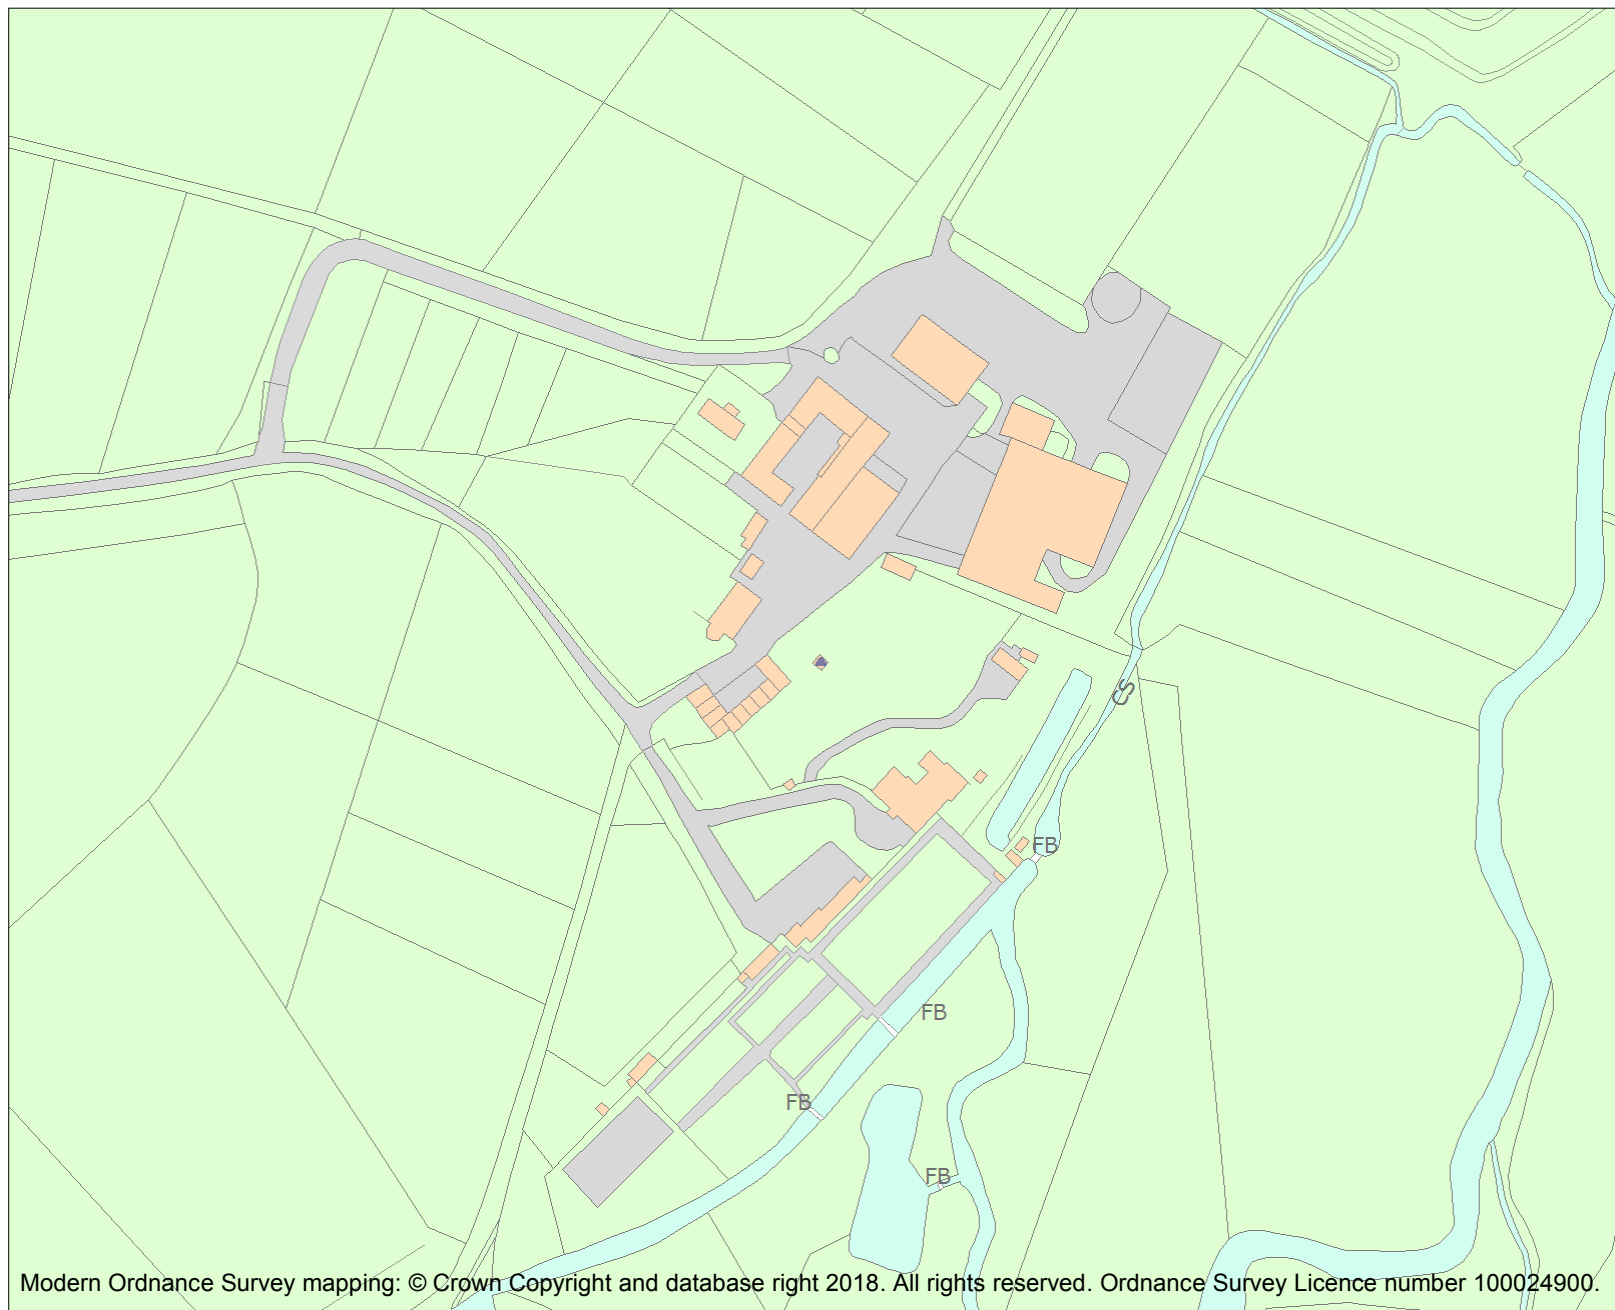 CS
FB
FB
FB
FB
Modern Ordnance Survey mapping: © Crown Copyright and database right 2018. All rights reserved. Ordnance Survey Licence number 100024900.